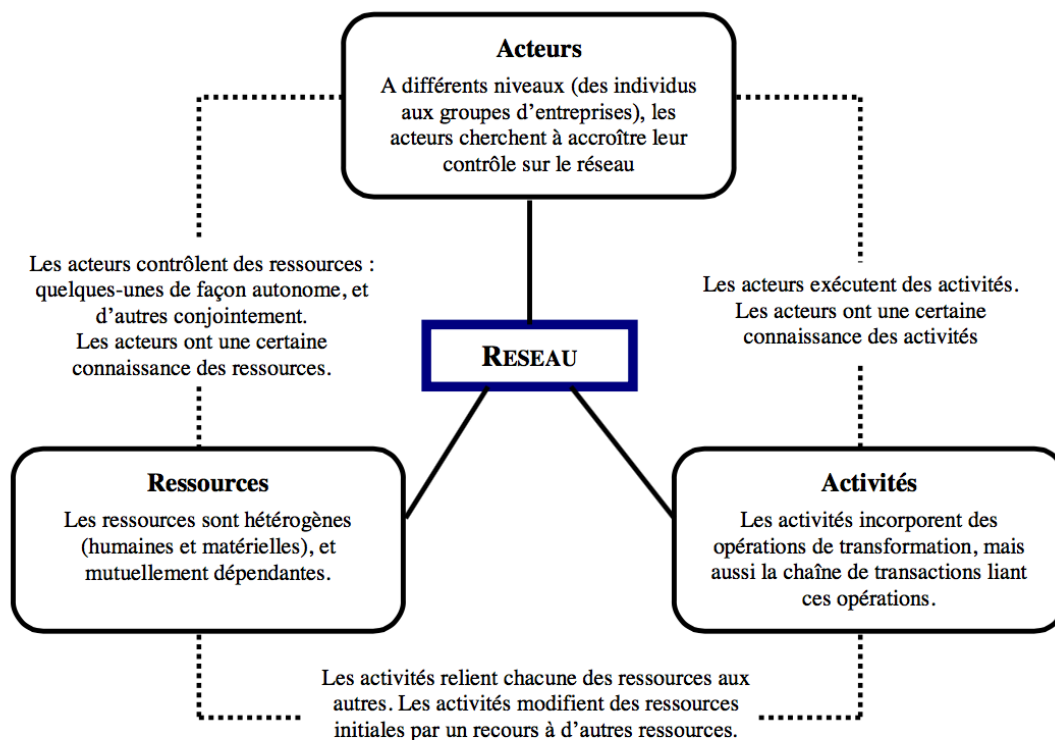 Acteurs
A différents niveaux (des individus
aux groupes d'entreprises), les
acteurs cherchent à accroître leur
contrôle sur le réseau
Les acteurs contrôlent des ressources :
quelques-unes de façon autonome, et
d'autres conjointement.
Les acteurs ont une certaine
connaissance des ressources.
Les acteurs exécutent des activités.
Les acteurs ont une certaine
connaissance des activités
RESEAU
Ressources
Les ressources sont hétérogènes
(humaines et matérielles), et
mutuellement dépendantes.
Activités
Les activités incorporent des
opérations de transformation, mais
aussi la chaîne de transactions liant
ces opérations.
Les activités relient chacune des ressources aux
autres. Les activités modifient des ressources
initiales par un recours à d'autres ressources.